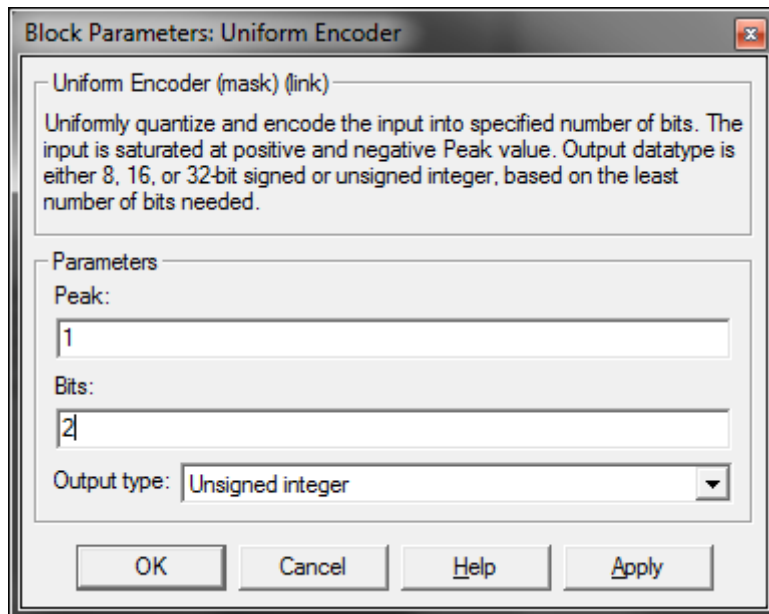 Block Parameters: Uniform Encoder
Uniform Encoder (mask) (link)
Uniformly quantize and encode the input into specified number of bits. The
input is saturated at positive and negative Peak value. Output datatype is
either 8, 16, or 32-bit signed or unsigned integer, based on the least
number of bits needed.
Parameters
Peak:
1
Bits:
2
Output type: Unsigned integer
OK Cancel Help Apply